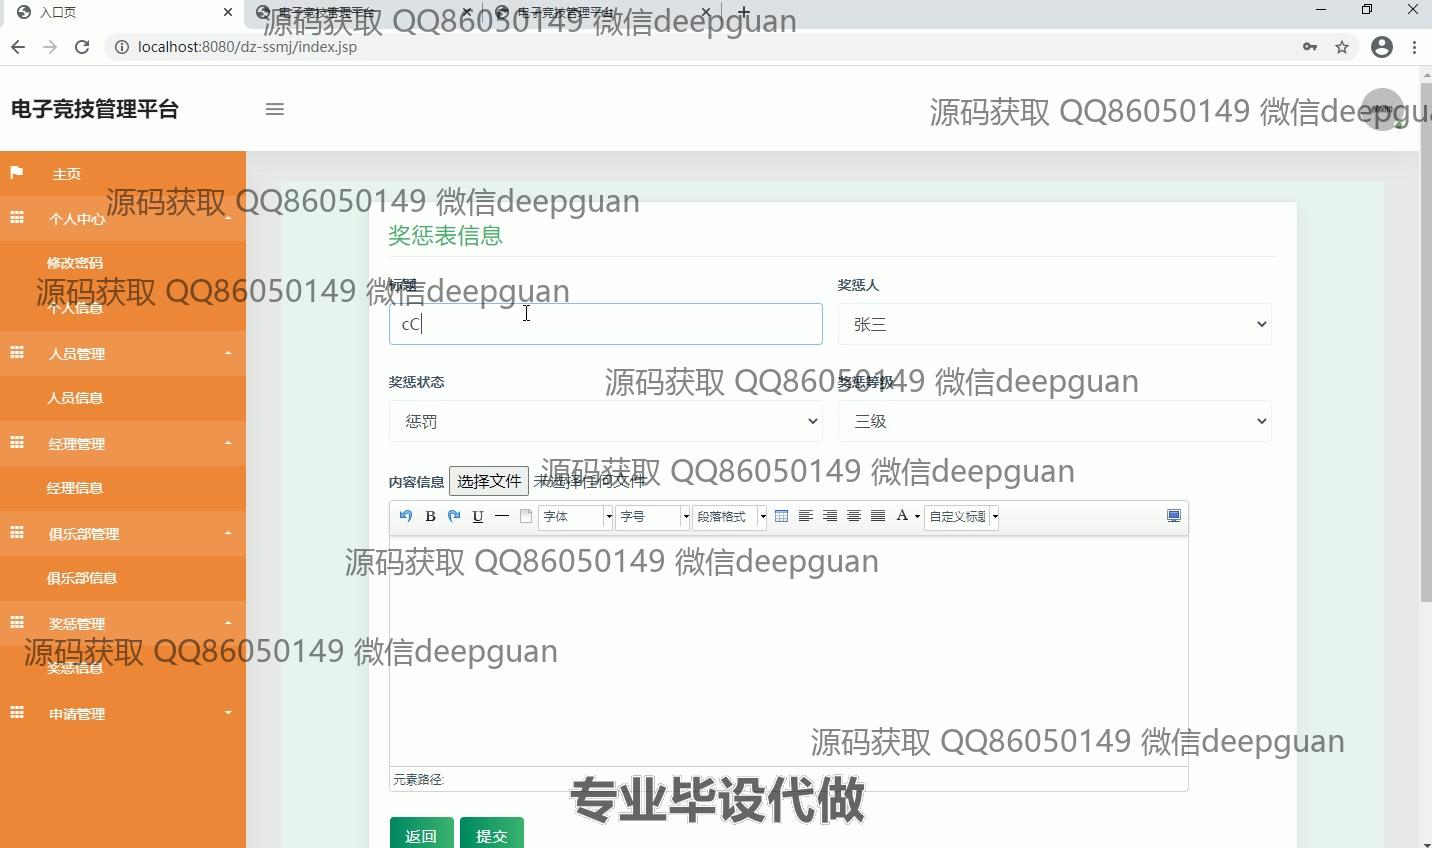 入口页
电子竞技管理平台
电子竞技管理平台
源码获取 QQ86050149 微信deepguan
localhost:8080/dz-ssmj/index.jsp
电子竞技管理平台
源码获取 QQ86050149 微信deepgua
主页
源码获取 QQ86050149 微信deepguan
个人中心
奖惩表信息
修改密码
源码获取 QQ86050149 微信deepguan
标题
奖惩人
个人信息
cC
张三
人员管理
源码获取 QQ86050149 微信deepguan
奖惩状态
奖惩等级
人员信息
惩罚
三级
经理管理
源码获取 QQ86050149 微信deepguan
内容信息 选择文件 未选择任何文件
经理信息
B U 字体 字号 段落格式 A 自定义标题
俱乐部管理
源码获取 QQ86050149 微信deepguan
俱乐部信息
奖惩管理
源码获取 QQ86050149 微信deepguan
奖惩信息
申请管理
源码获取 QQ86050149 微信deepguan
元素路径:
专业毕设代做
返回 提交